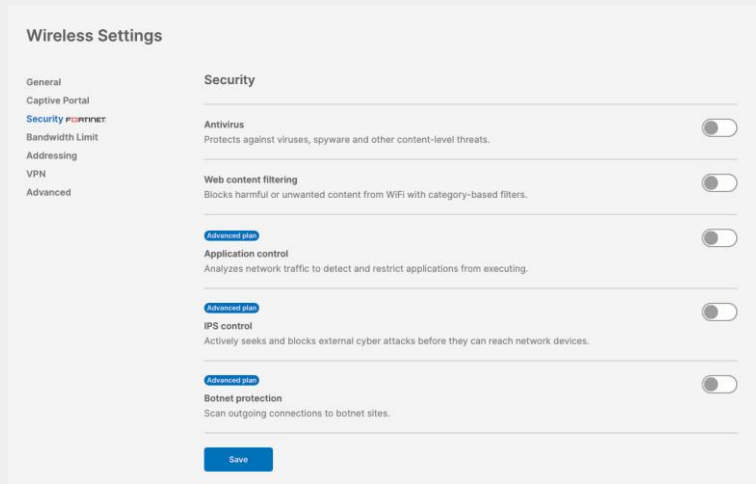 Wireless Settings
General
Captive Portal
Security FORTINET
Bandwidth Limit
Addressing
VPN
Advanced
Security
Antivirus
Protects against viruses, spyware and other content-level threats.
Web content filtering
Blocks harmful or unwanted content from WiFi with category-based filters.
Advanced plan
Application control
Analyzes network traffic to detect and restrict applications from executing.
Advanced plan
IPS control
Actively seeks and blocks external cyber attacks before they can reach network devices.
Advanced plan
Botnet protection
Scan outgoing connections to botnet sites.
Save